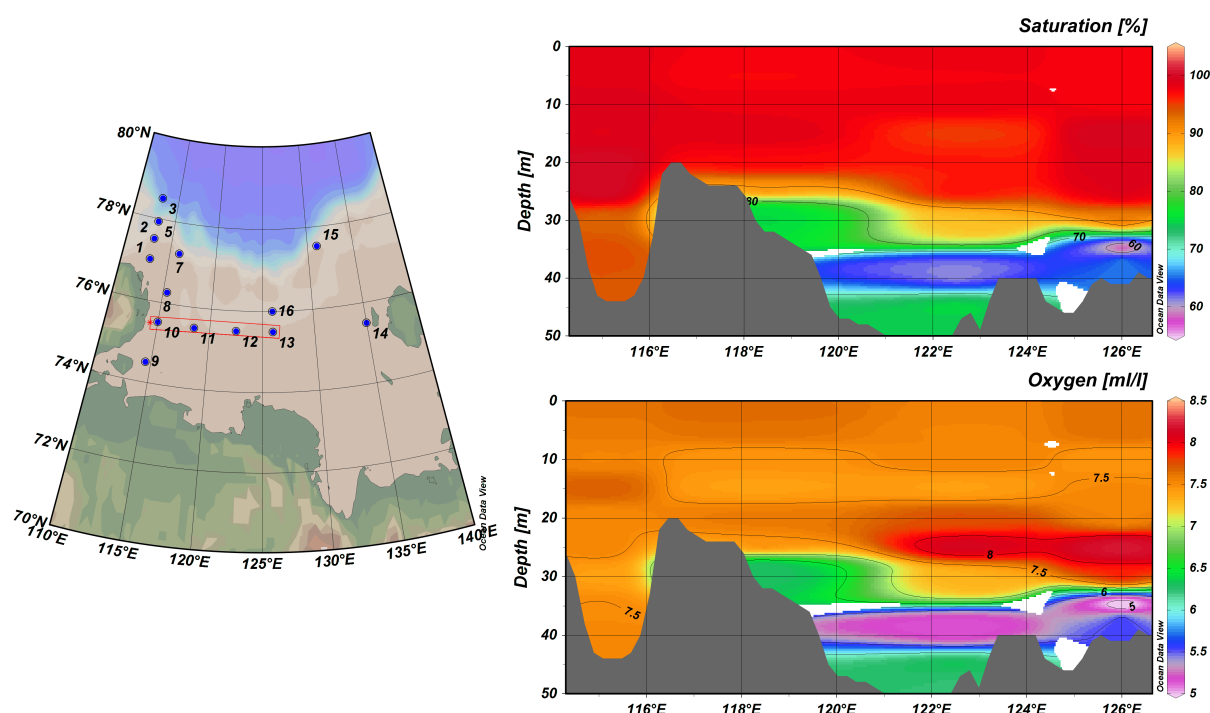 80°N
78°N
76°N
74°N
72°N
70°N
110°E
115°E
120°E
125°E
130°E
135°E
140°E
3
2
5
1
7
15
8
16
10
11
12
13
14
9
Ocean Data View
Saturation [%]
Depth [m]
0
10
20
30
40
50
80
70
60
116°E
118°E
120°E
122°E
124°E
126°E
Ocean Data View
100
90
80
70
60
Oxygen [ml/l]
Depth [m]
0
10
20
30
40
50
7.5
8
7.5
6
7.5
5
116°E
118°E
120°E
122°E
124°E
126°E
Ocean Data View
8.5
8
7.5
7
6.5
6
5.5
5